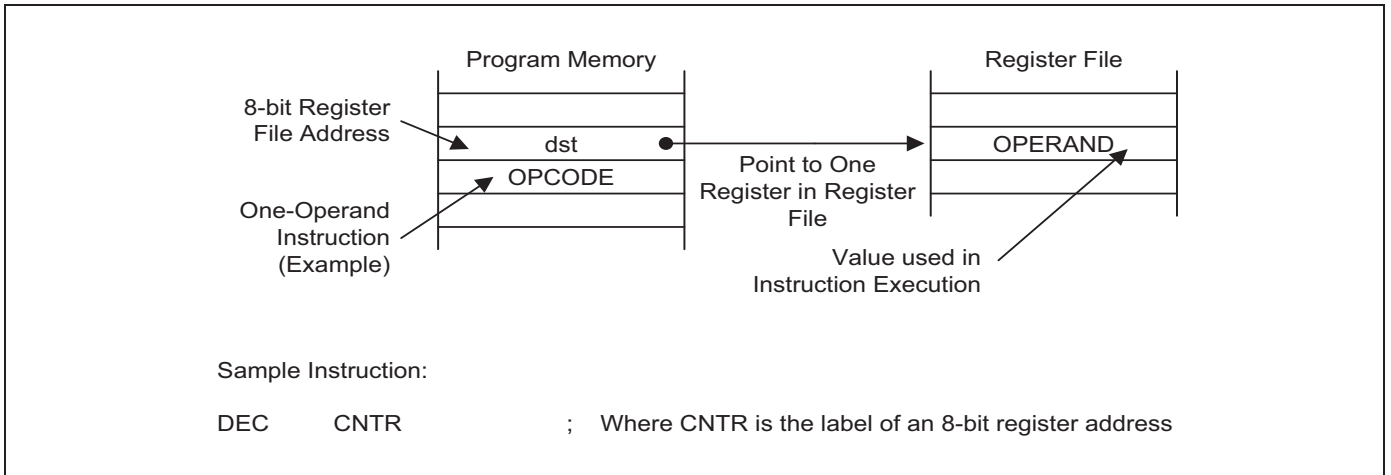 Program Memory
Register File
8-bit Register
File Address
dst
OPERAND
OPCODE
Point to One
Register in Register
File
One-Operand
Instruction
(Example)
Value used in
Instruction Execution
Sample Instruction:
DEC CNTR ; Where CNTR is the label of an 8-bit register address